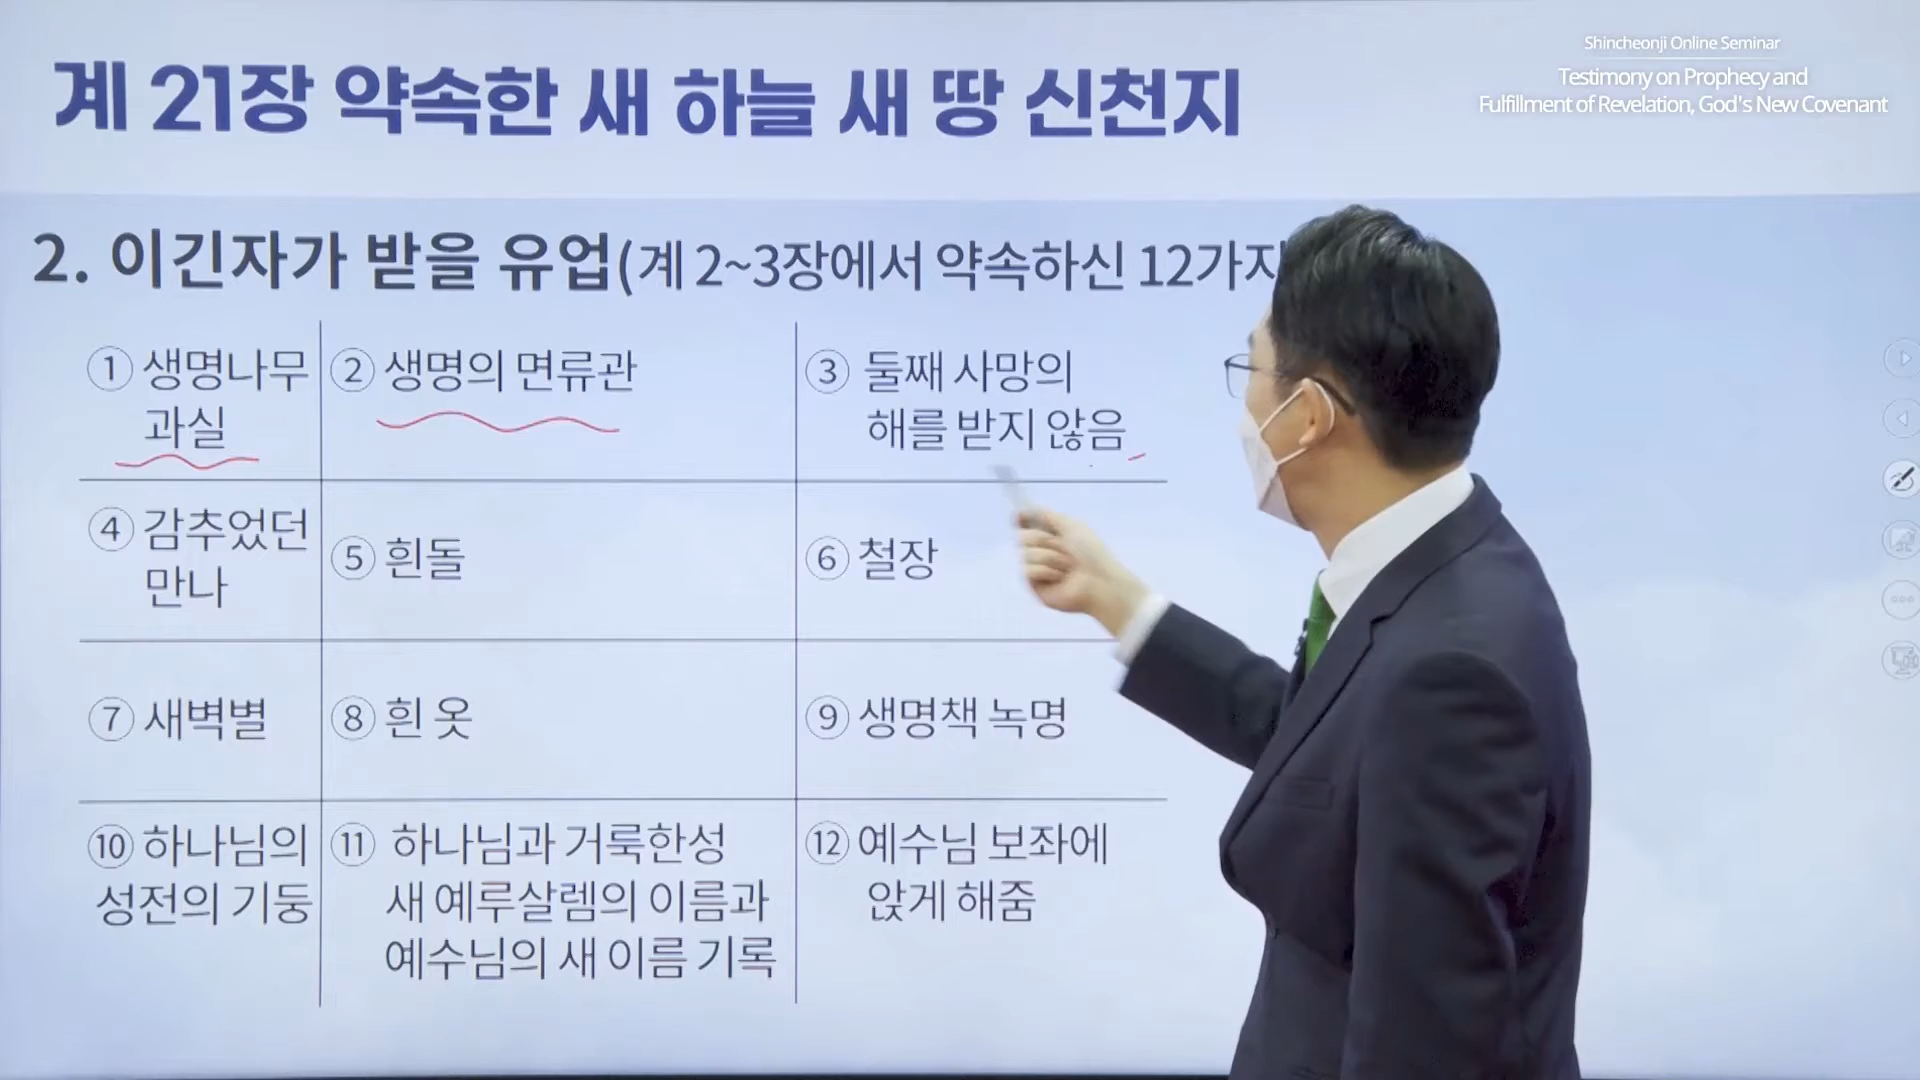 Shincheonji Online Seminar
Testimony on Prophecy and
Fulfillment of Revelation, God's New Covenant
계 21장 약속한 새 하늘 새 땅 신천지
2. 이긴자가 받을 유업(계 2~3장에서 약속하신 12가지
① 생명나무
과실
② 생명의 면류관
③ 둘째 사망의
해를 받지 않음
④ 감추었던
만나
⑤ 흰돌
⑥ 철장
⑦ 새벽별
⑧ 흰 옷
⑨ 생명책 녹명
⑩ 하나님의
성전의 기둥
⑪ 하나님과 거룩한성
새 예루살렘의 이름과
예수님의 새 이름 기록
⑫ 예수님 보좌에
앉게 해줌